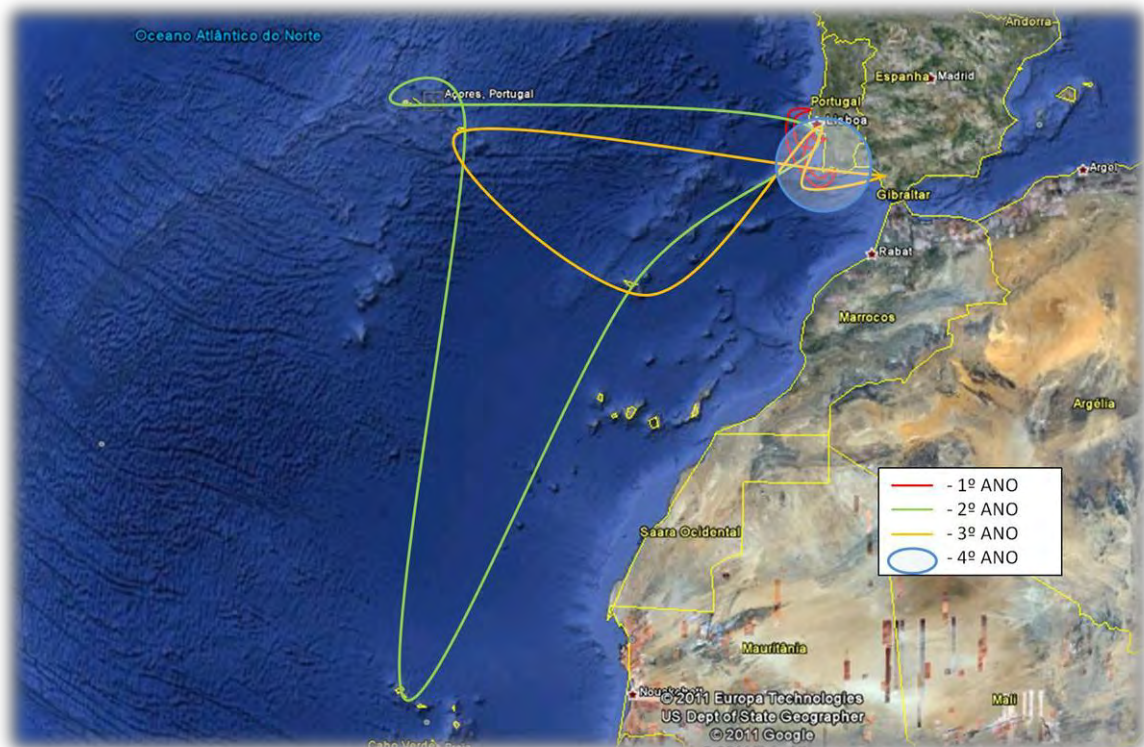 Oceano Atlântico do Norte
Andorra
Espanha
Madrid
Açores, Portugal
Portugal
Lisboa
Argel
Gibraltar
Rabat
Marrocos
Argélia
- 1º ANO
- 2º ANO
- 3º ANO
- 4º ANO
Saara Ocidental
Mauritânia
Mali
© 2011 Europa Technologies
US Dept of State Geographer
© 2011 Google
Cabo Verde